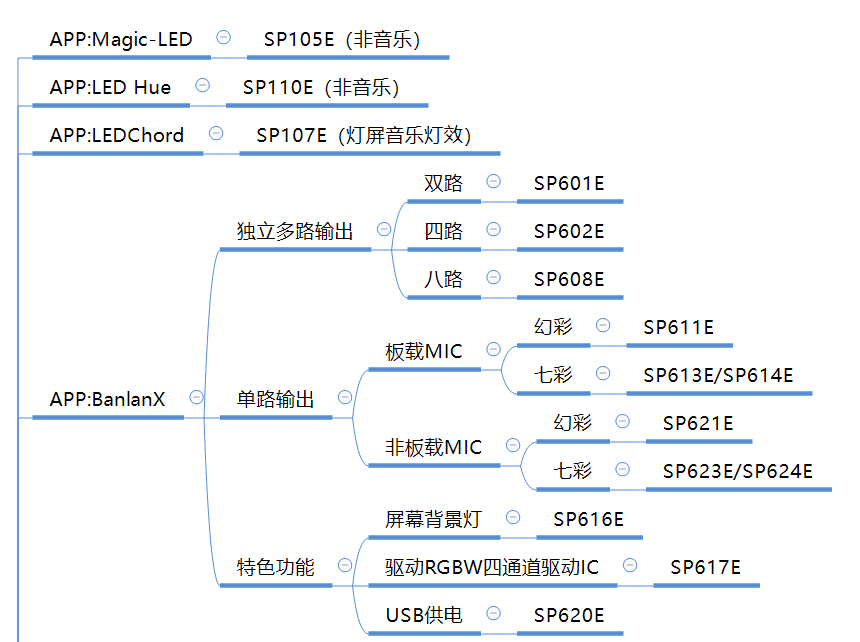 APP:Magic-LED SP105E（非音乐）
APP:LED Hue SP110E（非音乐）
APP:LEDChord SP107E（灯屏音乐灯效）
双路 SP601E
独立多路输出 四路 SP602E
八路 SP608E
幻彩 SP611E
板载MIC
七彩 SP613E/SP614E
APP:BanlanX 单路输出
幻彩 SP621E
非板载MIC
七彩 SP623E/SP624E
屏幕背景灯 SP616E
特色功能 驱动RGBW四通道驱动IC SP617E
USB供电 SP620E